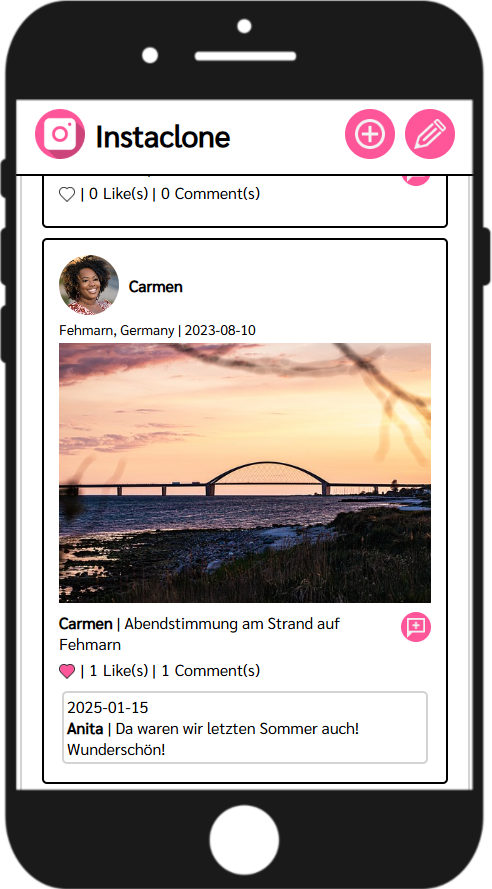 Instaclone
| 0 Like(s) | 0 Comment(s)
Carmen
Fehmarn, Germany | 2023-08-10
Carmen | Abendstimmung am Strand auf
Fehmarn
| 1 Like(s) | 1 Comment(s)
2025-01-15
Anita | Da waren wir letzten Sommer auch!
Wunderschön!